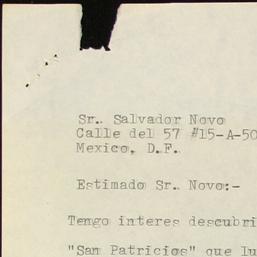 Sr.. Salvador Novo
Calle del 57 #15-A-50
Mexico, D.F.
Estimado Sr.. Novo:-
Tengo interes descubri
"San Patricios" que lu